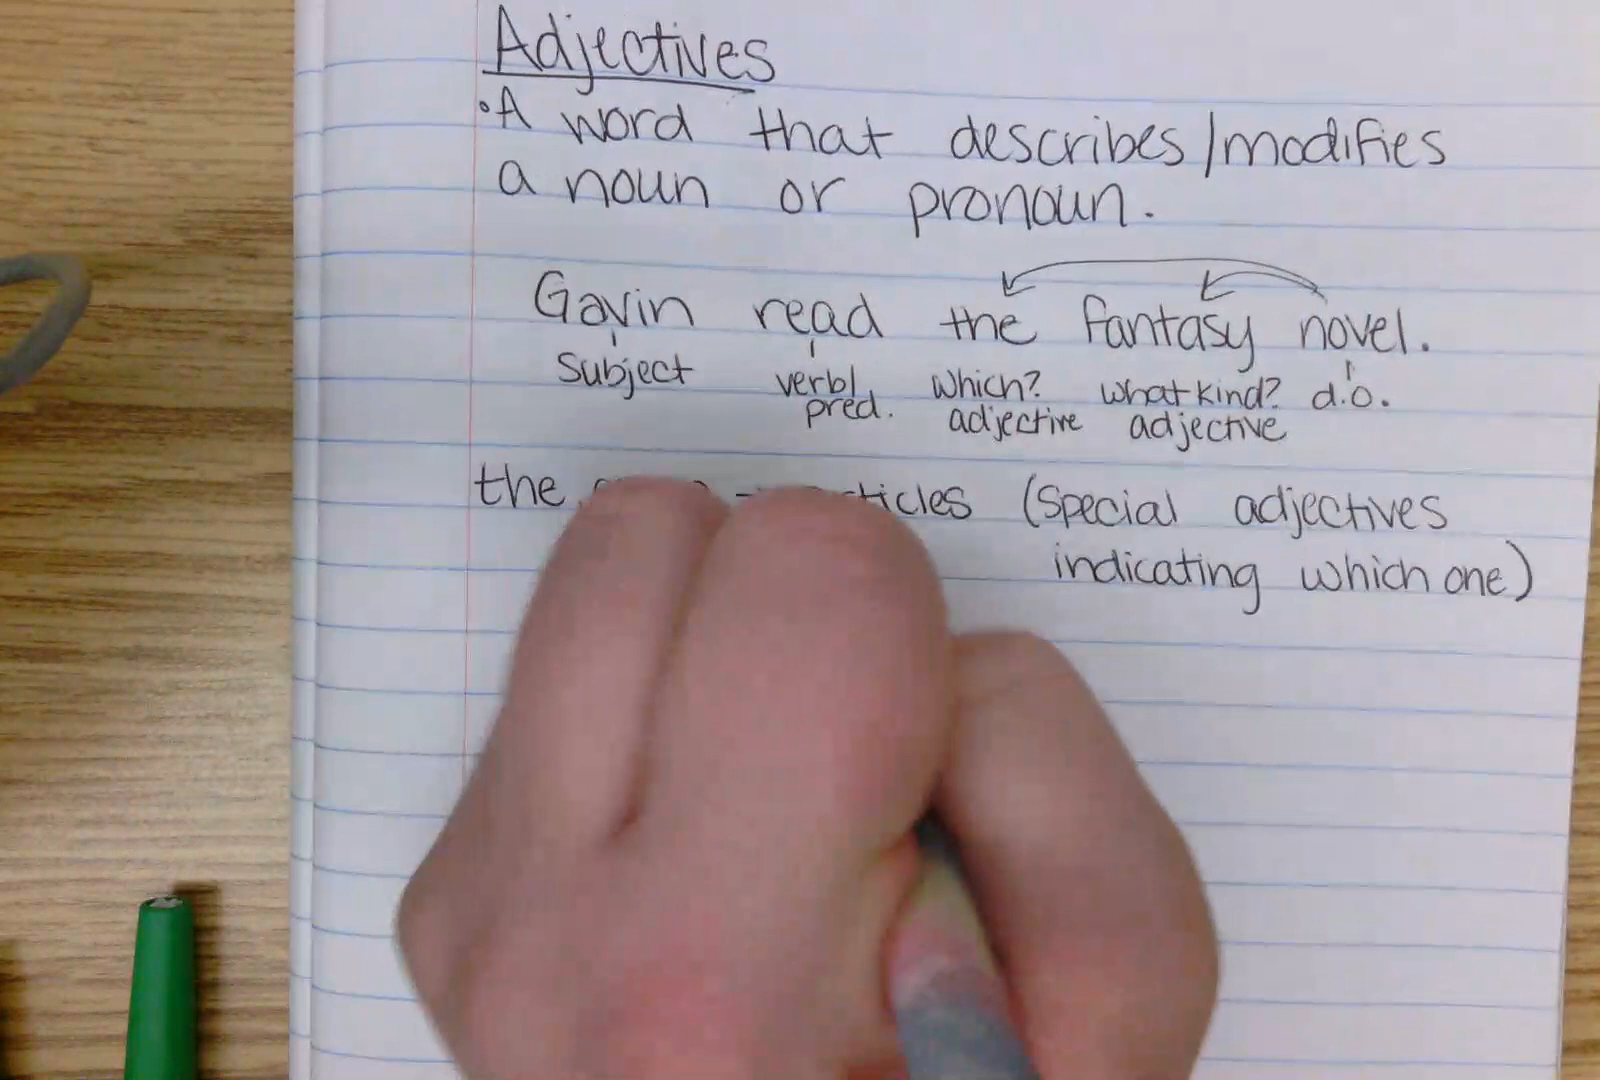 Adjectives
• A word that describes/modifies
a noun or pronoun.
Gavin read the fantasy novel.
subject verb/ which? what kind? d.o.
pred. adjective adjective
the (special adjectives
indicating which one)